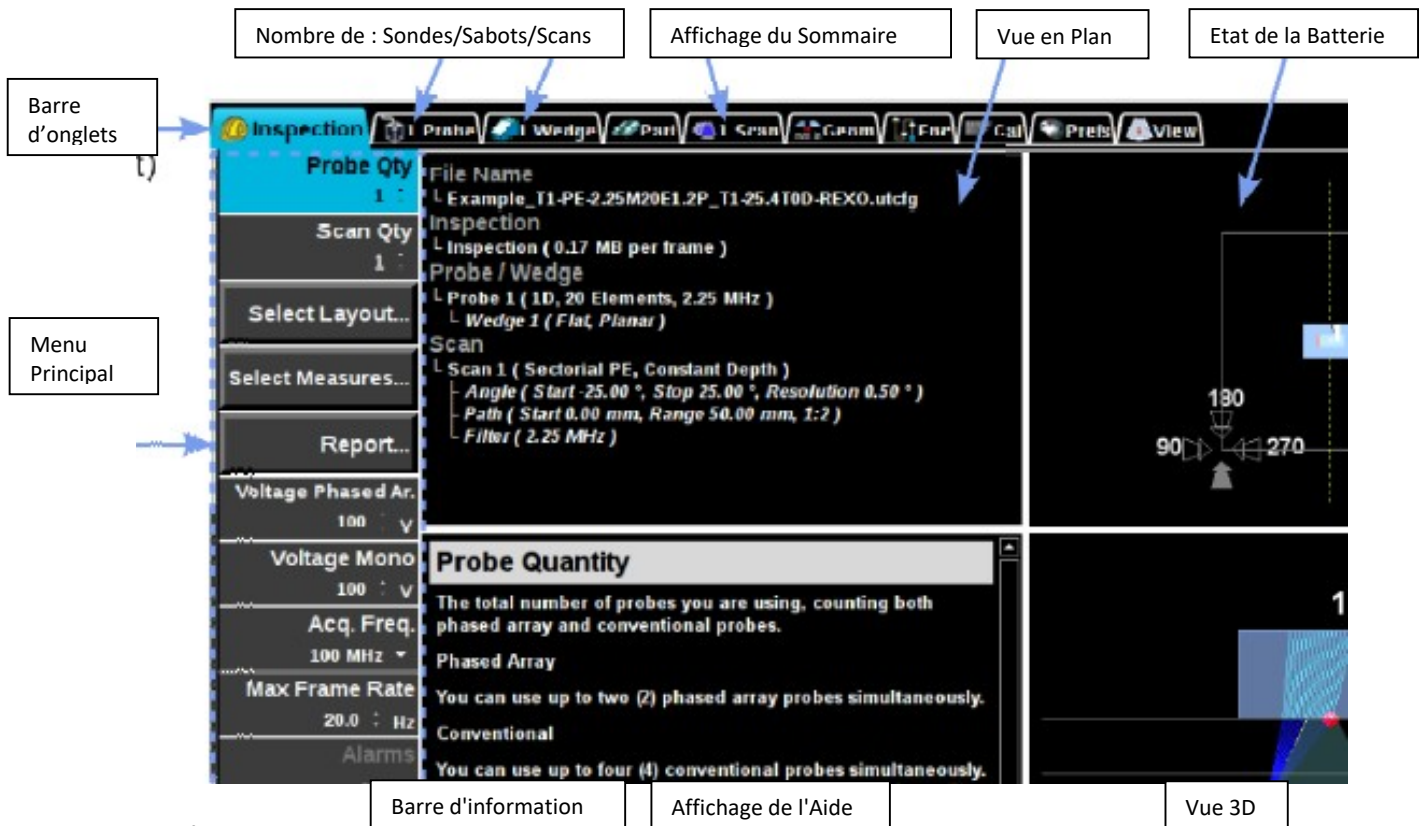 Nombre de : Sondes/Sabots/Scans
Affichage du Sommaire
Vue en Plan
Etat de la Batterie
Barre
d'onglets
t)
Inspection
1 Probe
1 Wedge
Part
1 Scan
Geom
Cal
Prefs
View
Probe Qty
1
Scan Qty
1
Select Layout...
Select Measures...
Report...
Voltage Phased Ar.
100 V
Voltage Mono
100 V
Acq. Freq.
100 MHz
Max Frame Rate
20.0 Hz
Alarms
Menu
Principal
File Name
Example_T1-PE-2.25M20E1.2P_T1-25.4T0D-REXO.utcfg
Inspection
Inspection ( 0.17 MB per frame )
Probe / Wedge
Probe 1 ( 1D, 20 Elements, 2.25 MHz )
Wedge 1 ( Flat, Planar )
Scan
Scan 1 ( Sectorial PE, Constant Depth )
Angle ( Start -25.00 °, Stop 25.00 °, Resolution 0.50 ° )
Path ( Start 0.00 mm, Range 50.00 mm, 1:2 )
Filter ( 2.25 MHz )
180
90
270
1
Probe Quantity
The total number of probes you are using, counting both
phased array and conventional probes.
Phased Array
You can use up to two (2) phased array probes simultaneously.
Conventional
You can use up to four (4) conventional probes simultaneously.
1
Barre d'information
Affichage de l'Aide
Vue 3D